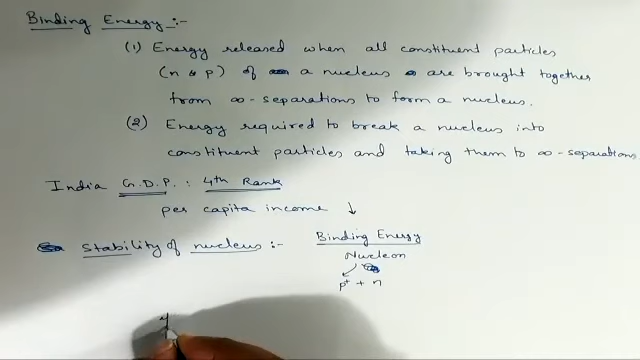 Binding Energy :-
(1) Energy released when all constituent particles
(n & p) of a nucleus are brought together
from ∞-separations to form a nucleus.
(2) Energy required to break a nucleus into
constituent particles and taking them to ∞-separations
India G.D.P. : 4th Rank
per capita income ↓
Stability of nucleus :- Binding Energy
Nucleon
p⁺ + n